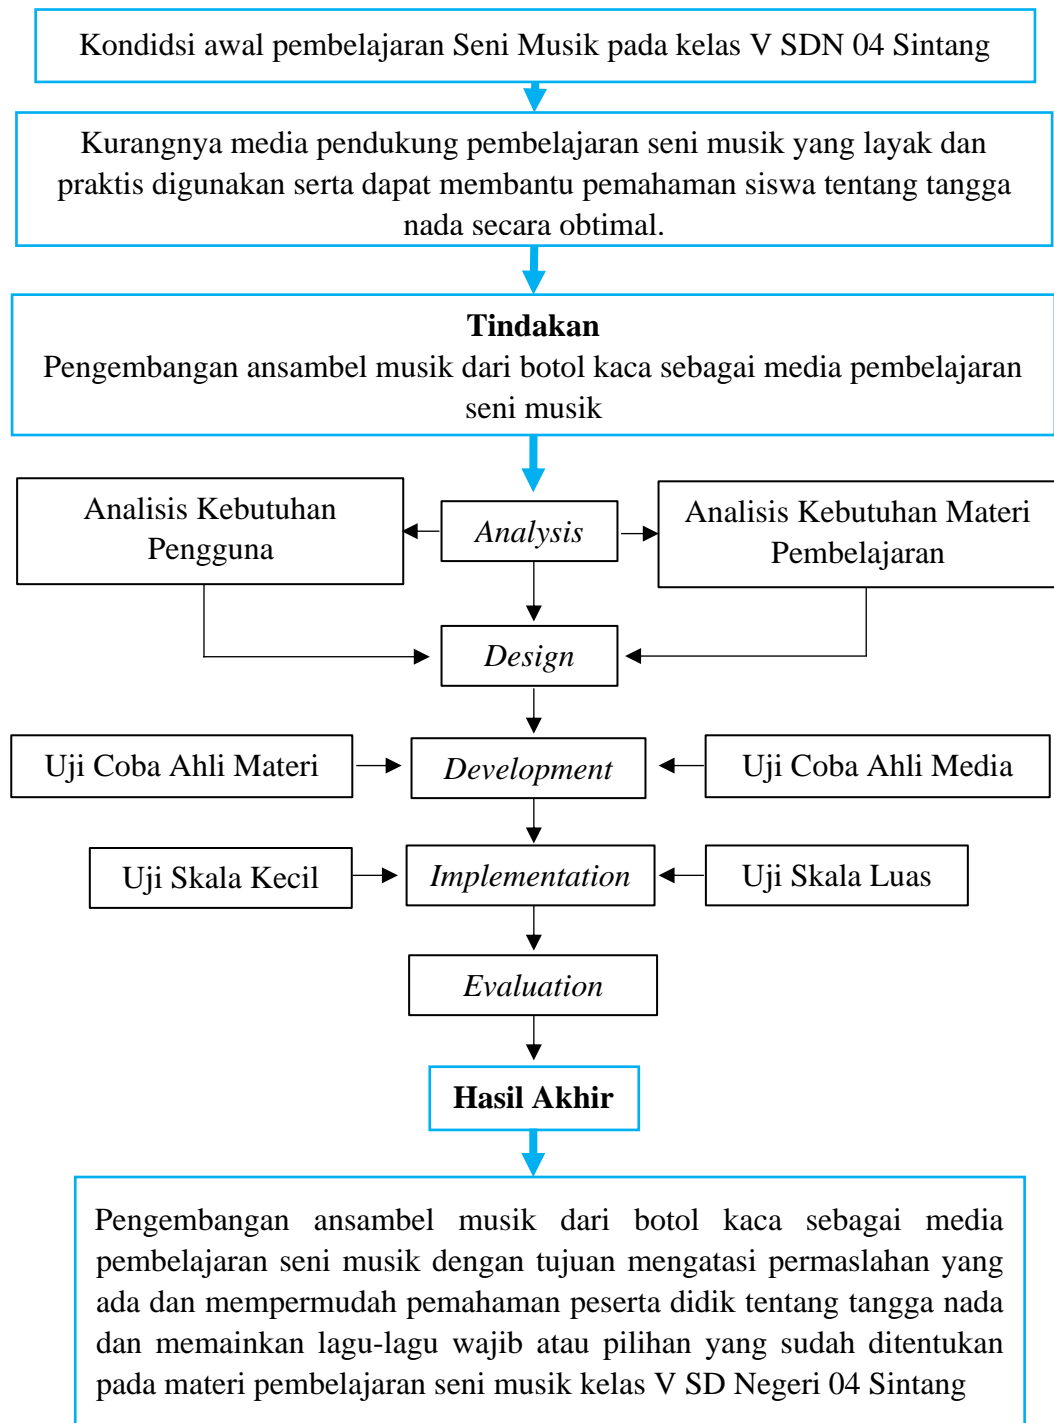 Kondidsi awal pembelajaran Seni Musik pada kelas V SDN 04 Sintang
Kurangnya media pendukung pembelajaran seni musik yang layak dan
praktis digunakan serta dapat membantu pemahaman siswa tentang tangga
nada secara obtimal.
Tindakan
Pengembangan ansambel musik dari botol kaca sebagai media pembelajaran
seni musik
Analisis Kebutuhan
Pengguna
Analysis
Analisis Kebutuhan Materi
Pembelajaran
Design
Uji Coba Ahli Materi
Development
Uji Coba Ahli Media
Uji Skala Kecil
Implementation
Uji Skala Luas
Evaluation
Hasil Akhir
Pengembangan ansambel musik dari botol kaca sebagai media
pembelajaran seni musik dengan tujuan mengatasi permaslahan yang
ada dan mempermudah pemahaman peserta didik tentang tangga nada
dan memainkan lagu-lagu wajib atau pilihan yang sudah ditentukan
pada materi pembelajaran seni musik kelas V SD Negeri 04 Sintang